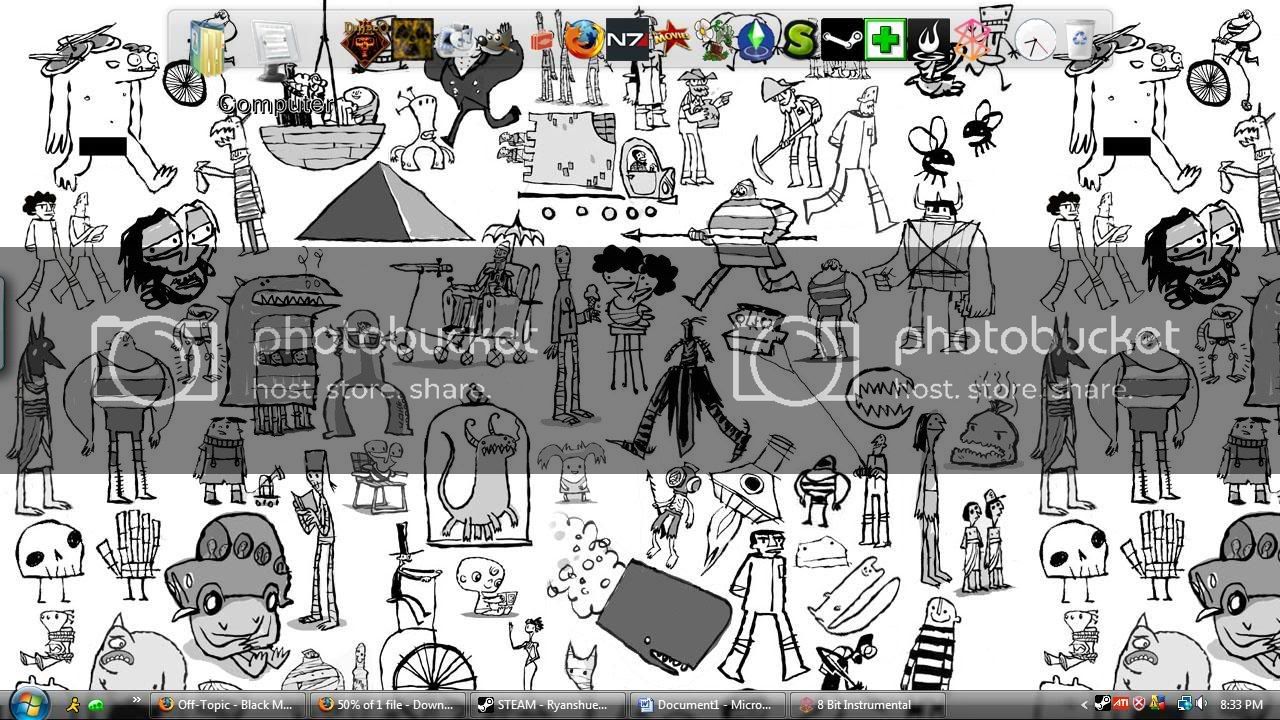 N7
MOVIE
Computer
photobucket
host. store. share.
photobucket
host. store. share.
Off-Topic - Black M...
50% of 1 file - Down...
STEAM - Ryanshue...
Document1 - Micro...
8 Bit Instrumental
ATI
8:33 PM